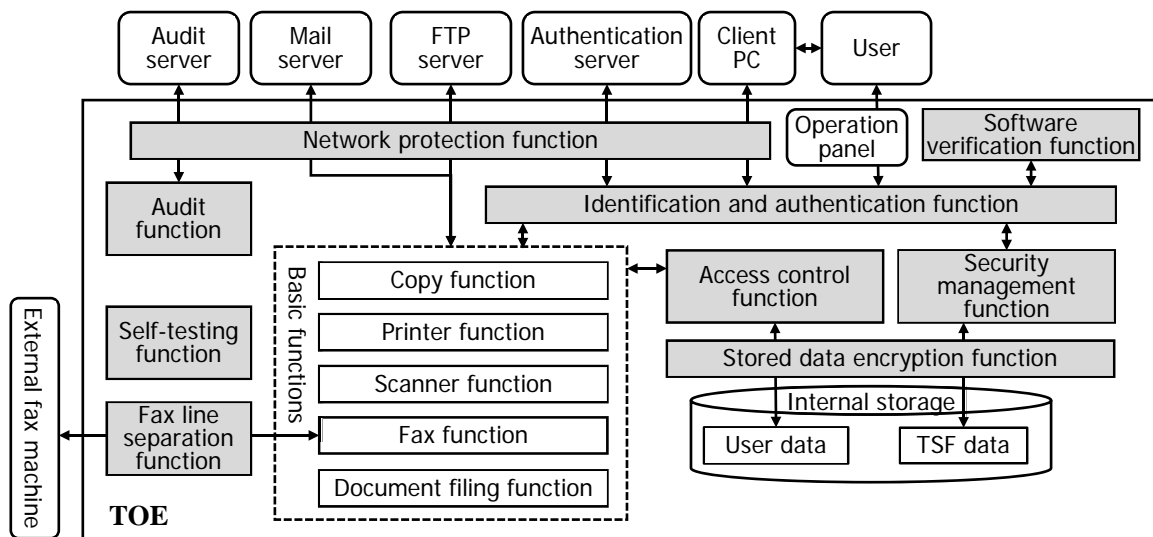 Audit
server
Mail
server
FTP
server
Authentication
server
Client
PC
User
Network protection function
Operation
panel
Software
verification function
Audit
function
Identification and authentication function
Basic functions
Copy function
Printer function
Scanner function
Fax function
Document filing function
Access control
function
Security
management
function
Self-testing
function
Stored data encryption function
Internal storage
User data
TSF data
External fax machine
Fax line
separation
function
TOE